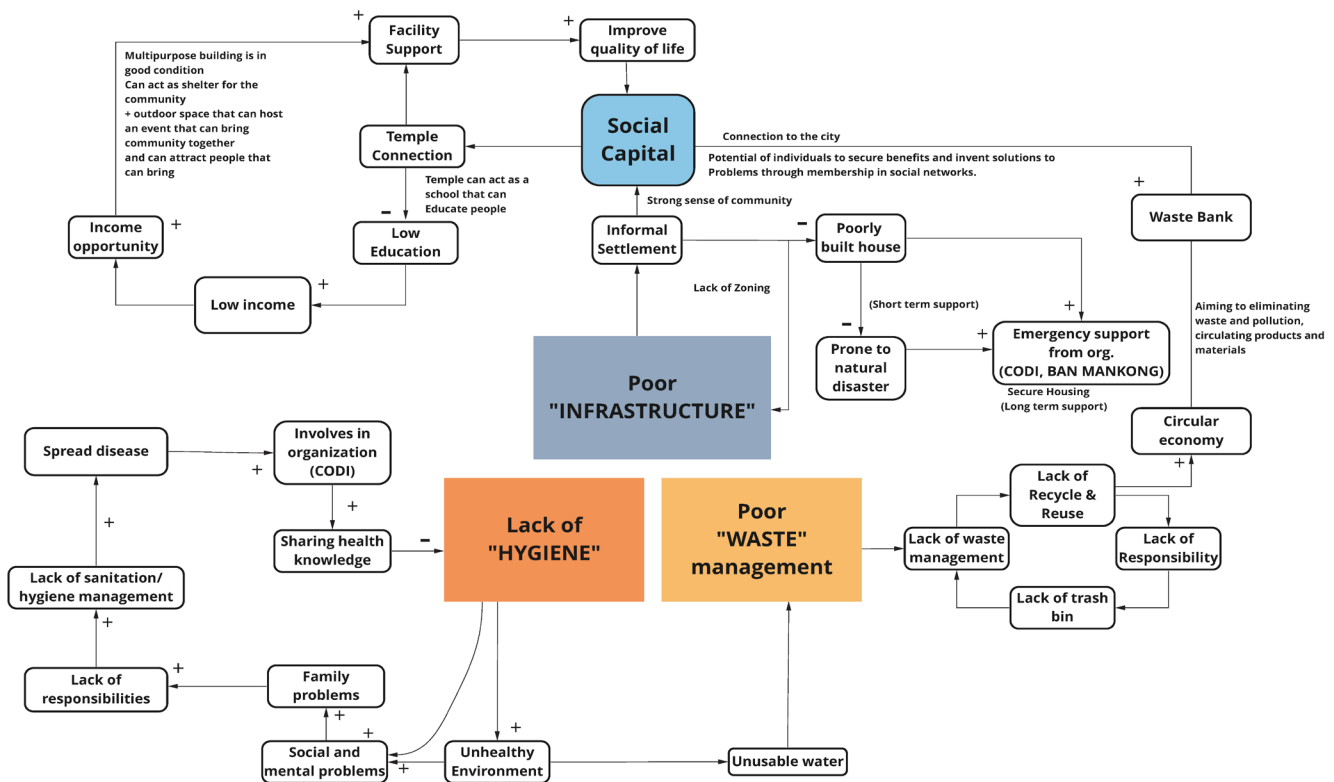 +
Facility
Support
+
Improve
quality of life
Multipurpose building is in
good condition
Can act as shelter for the
community
+ outdoor space that can host
an event that can bring
community together
and can attract people that
can bring
Social
Capital
Temple
Connection
Connection to the city
Potential of individuals to secure benefits and invent solutions to
Problems through membership in social networks.
Temple can act as a
school that can
Educate people
-
Strong sense of community
+
Waste Bank
Income
opportunity
+
Low
Education
Informal
Settlement
-
Poorly
built house
Low income
+
Lack of Zoning
(Short term support)
-
Prone to
natural
disaster
+
+
Emergency support
from org.
(CODI, BAN MANKONG)
Secure Housing
(Long term support)
Aiming to eliminating
waste and pollution,
circulating products and
materials
Poor
"INFRASTRUCTURE"
Circular
economy
+
Spread disease
+
Involves in
organization
(CODI)
+
Sharing health
knowledge
-
Lack of
"HYGIENE"
Poor
"WASTE"
management
Lack of
Recycle &
Reuse
Lack of waste
management
Lack of
Responsibility
Lack of trash
bin
+
Lack of sanitation/
hygiene management
+
Lack of
responsibilities
+
Family
problems
+
+
Social and
mental problems
+
+
Unhealthy
Environment
Unusable water